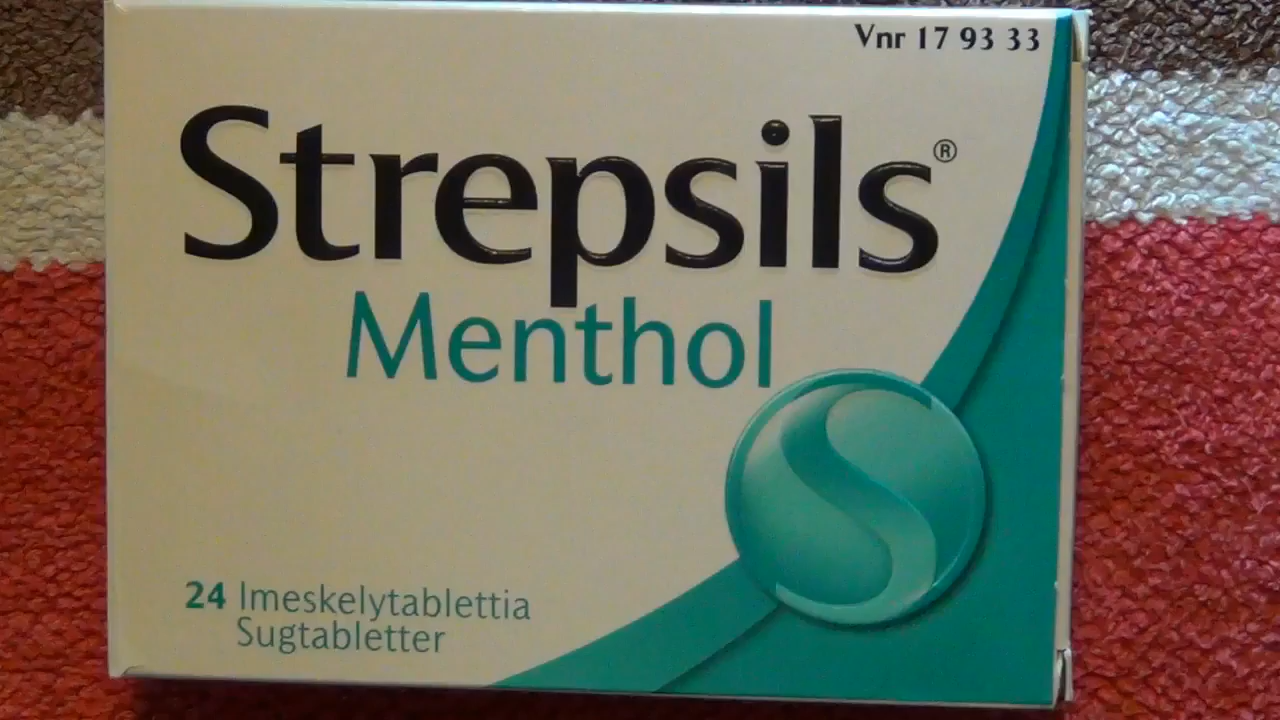 Vnr 17 93 33
Strepsils®
Menthol
24 Imeskelytablettia
Sugtabletter